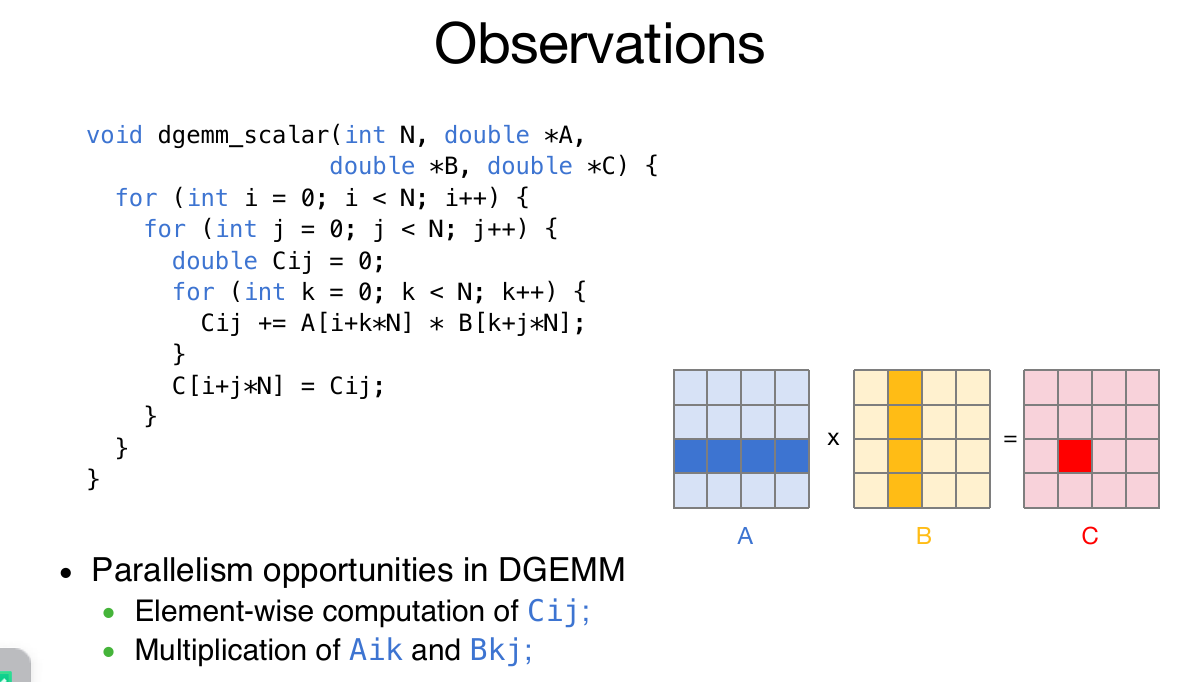 Observations
void dgemm_scalar(int N, double *A,
double *B, double *C) {
for (int i = 0; i < N; i++) {
for (int j = 0; j < N; j++) {
double Cij = 0;
for (int k = 0; k < N; k++) {
Cij += A[i+k*N] * B[k+j*N];
}
C[i+j*N] = Cij;
}
}
}
x
=
A
B
C
• Parallelism opportunities in DGEMM
• Element-wise computation of Cij;
• Multiplication of Aik and Bkj;